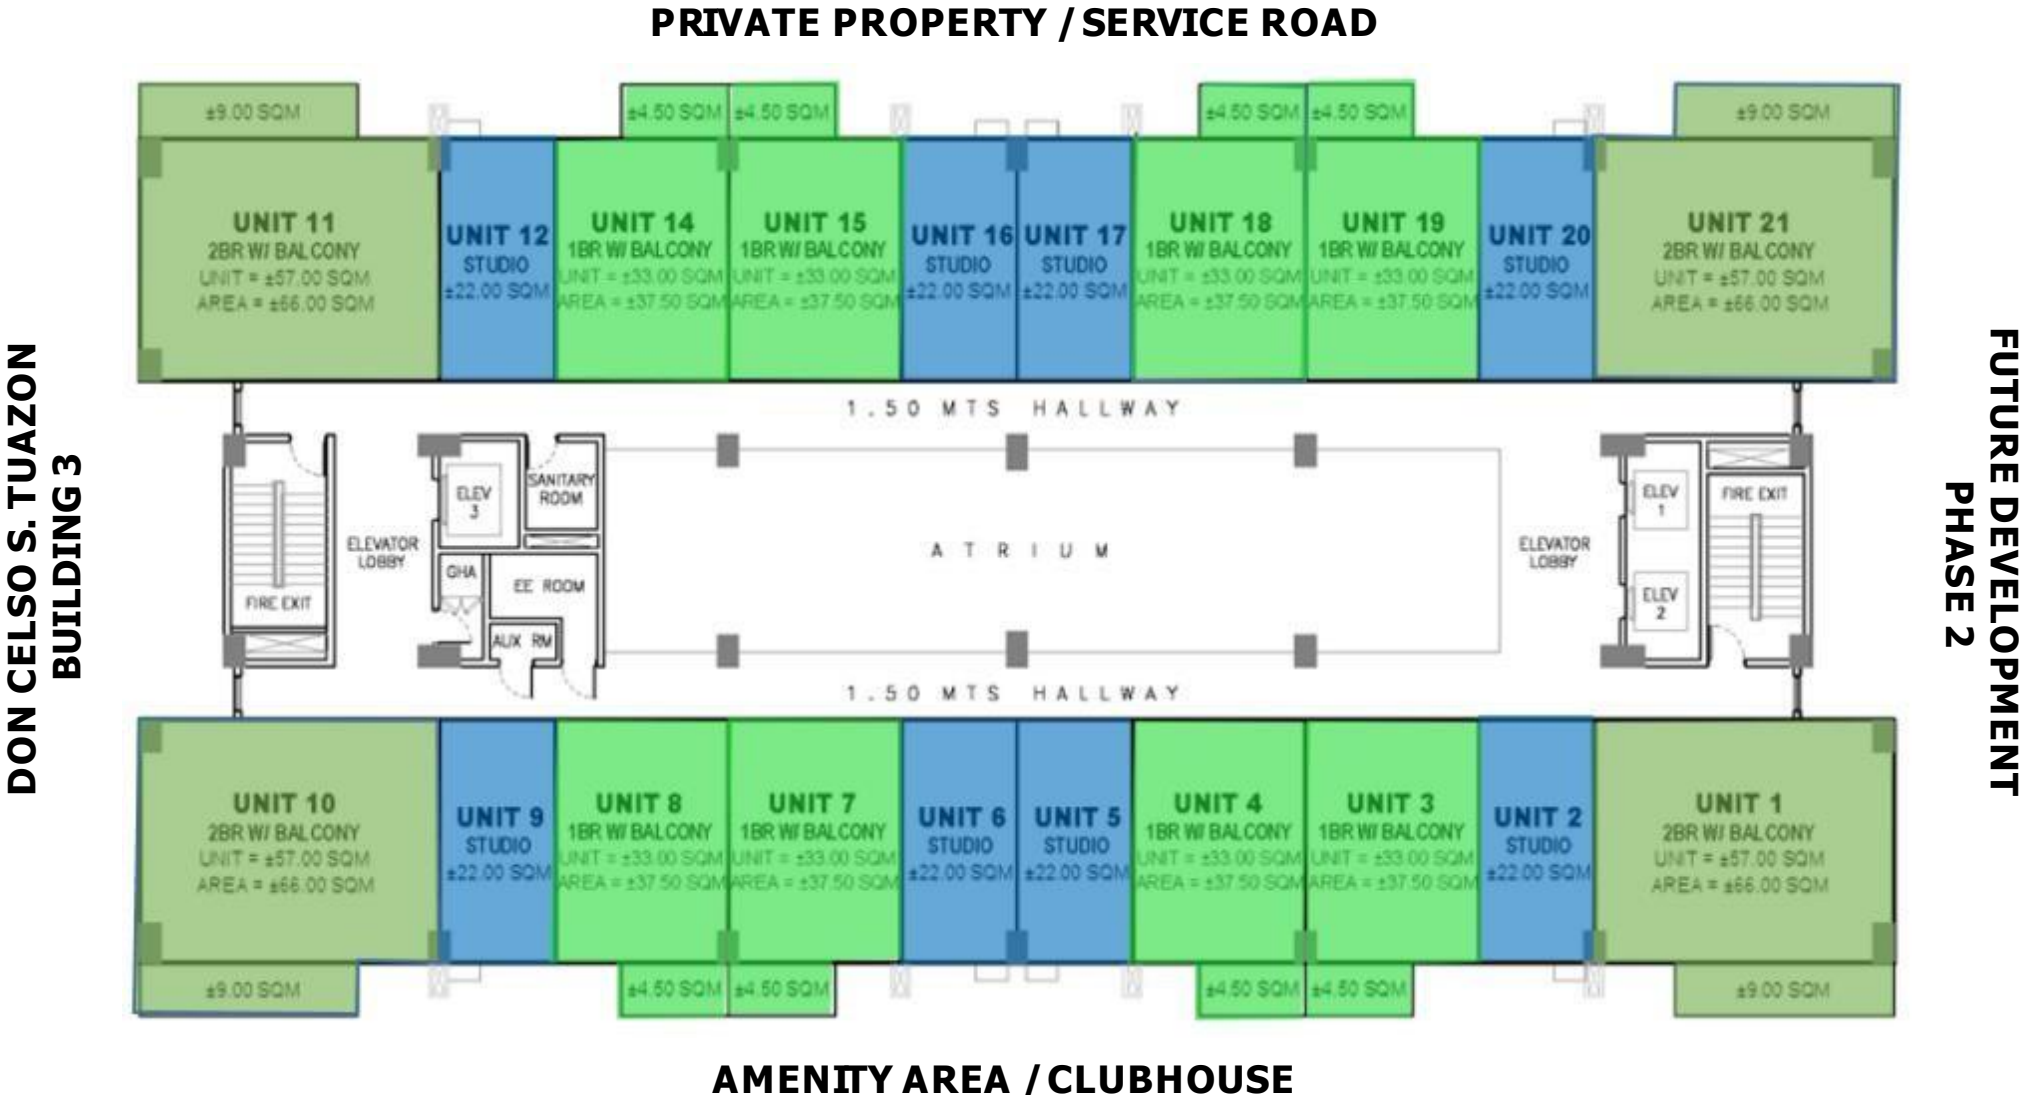 PRIVATE PROPERTY / SERVICE ROAD
±9.00 SQM
±4.50 SQM
±4.50 SQM
±4.50 SQM
±4.50 SQM
±9.00 SQM
UNIT 11
2BR W/ BALCONY
UNIT = ±57.00 SQM
AREA = ±66.00 SQM
UNIT 12
STUDIO
±22.00 SQM
UNIT 14
1BR W/ BALCONY
UNIT = ±33.00 SQM
AREA = ±37.50 SQM
UNIT 15
1BR W/ BALCONY
UNIT = ±33.00 SQM
AREA = ±37.50 SQM
UNIT 16
STUDIO
±22.00 SQM
UNIT 17
STUDIO
±22.00 SQM
UNIT 18
1BR W/ BALCONY
UNIT = ±33.00 SQM
AREA = ±37.50 SQM
UNIT 19
1BR W/ BALCONY
UNIT = ±33.00 SQM
AREA = ±37.50 SQM
UNIT 20
STUDIO
±22.00 SQM
UNIT 21
2BR W/ BALCONY
UNIT = ±57.00 SQM
AREA = ±66.00 SQM
DON CELSO S. TUAZON
BUILDING 3
1.50 MTS HALLWAY
FIRE EXIT
ELEVATOR
LOBBY
ELEV
3
SANITARY
ROOM
GHA
EE ROOM
AUX RM
ATRIUM
ELEVATOR
LOBBY
ELEV
1
ELEV
2
FIRE EXIT
1.50 MTS HALLWAY
FUTURE DEVELOPMENT
PHASE 2
UNIT 10
2BR W/ BALCONY
UNIT = ±57.00 SQM
AREA = ±66.00 SQM
UNIT 9
STUDIO
±22.00 SQM
UNIT 8
1BR W/ BALCONY
UNIT = ±33.00 SQM
AREA = ±37.50 SQM
UNIT 7
1BR W/ BALCONY
UNIT = ±33.00 SQM
AREA = ±37.50 SQM
UNIT 6
STUDIO
±22.00 SQM
UNIT 5
STUDIO
±22.00 SQM
UNIT 4
1BR W/ BALCONY
UNIT = ±33.00 SQM
AREA = ±37.50 SQM
UNIT 3
1BR W/ BALCONY
UNIT = ±33.00 SQM
AREA = ±37.50 SQM
UNIT 2
STUDIO
±22.00 SQM
UNIT 1
2BR W/ BALCONY
UNIT = ±57.00 SQM
AREA = ±66.00 SQM
±9.00 SQM
±4.50 SQM
±4.50 SQM
±4.50 SQM
±4.50 SQM
±9.00 SQM
AMENITY AREA / CLUBHOUSE